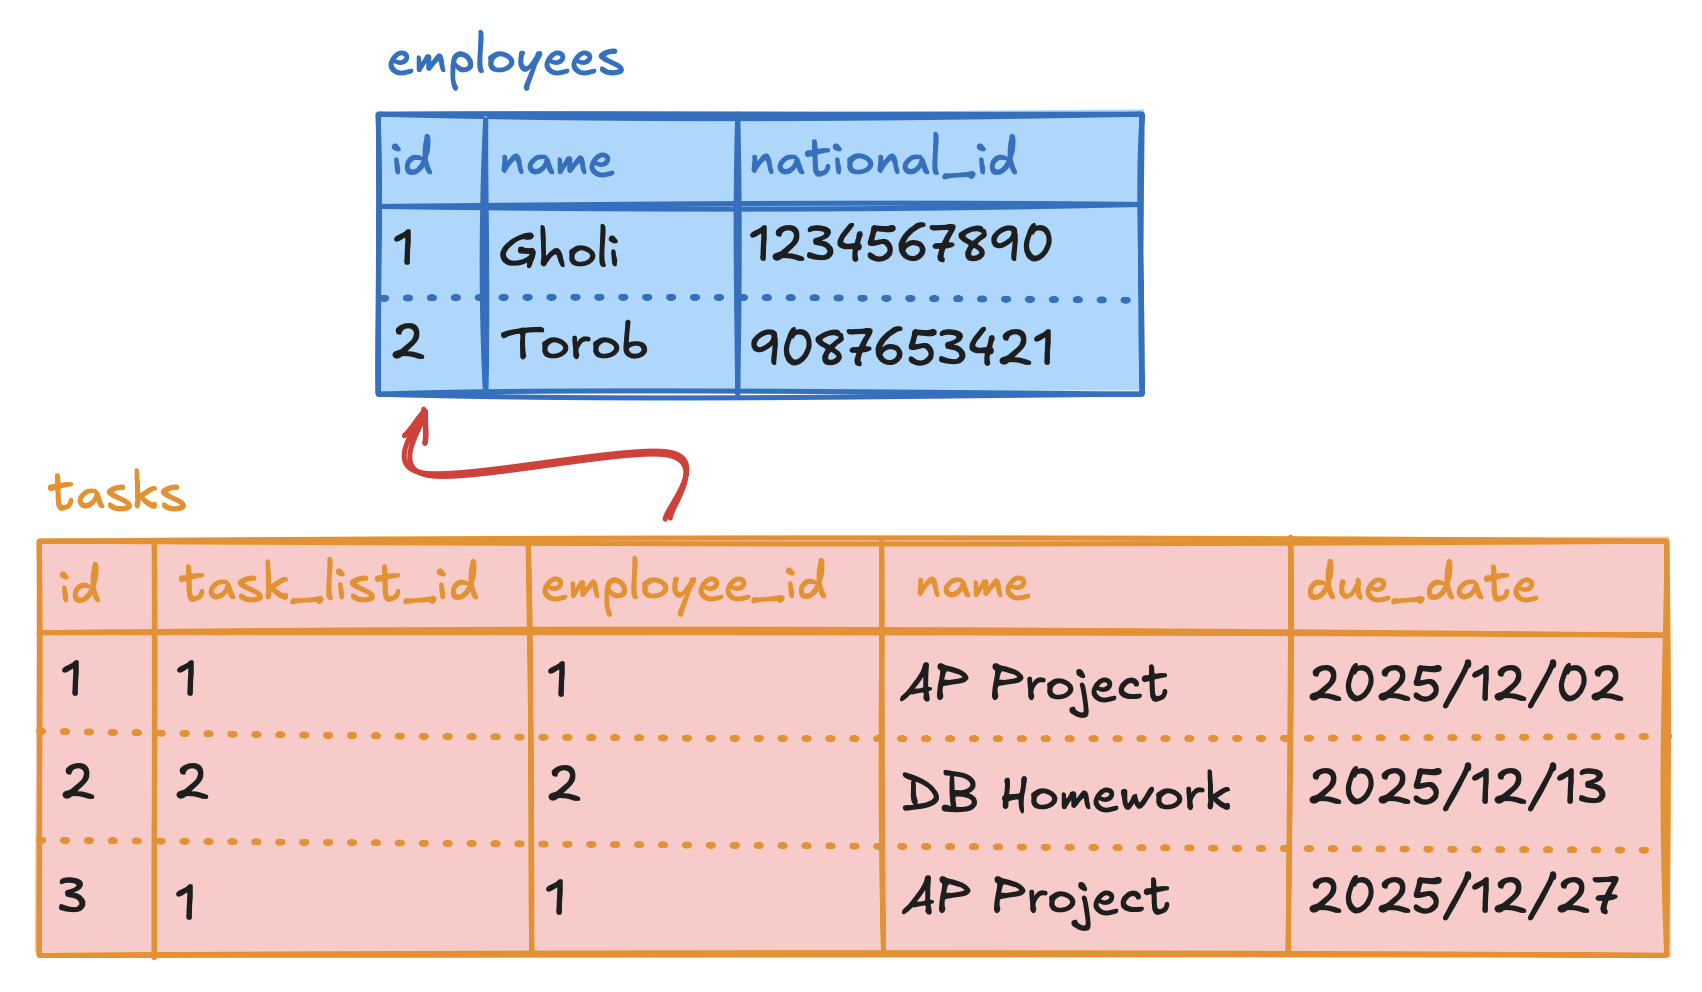 employees
id name national_id
1 Gholi 1234567890
2 Torob 9087653421
tasks
id task_list_id employee_id name due_date
1 1 1 AP Project 2025/12/02
2 2 2 DB Homework 2025/12/13
3 1 1 AP Project 2025/12/27